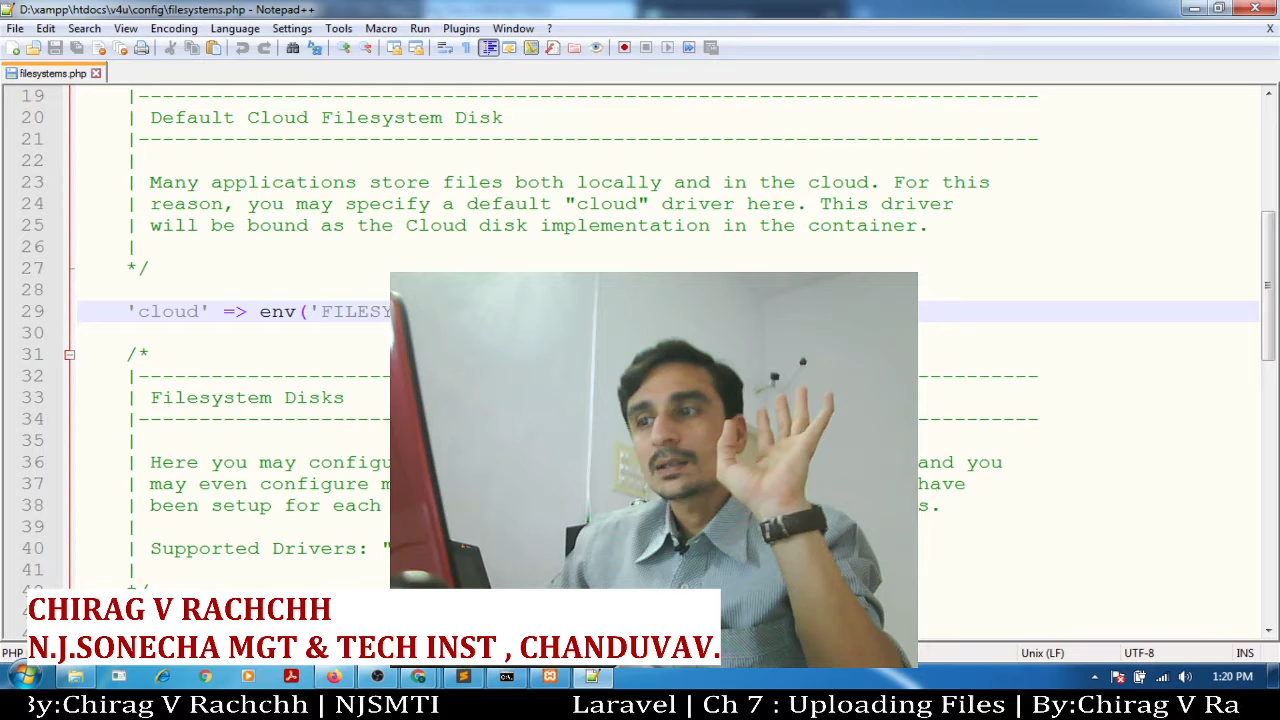 D:\xampp\htdocs\v4u\config\filesystems.php - Notepad++
File Edit Search View Encoding Language Settings Tools Macro Run Plugins Window ?
X
filesystems.php
19 |--------------------------------------------------------------------------
20 | Default Cloud Filesystem Disk
21 |--------------------------------------------------------------------------
22 |
23 | Many applications store files both locally and in the cloud. For this
24 | reason, you may specify a default "cloud" driver here. This driver
25 | will be bound as the Cloud disk implementation in the container.
26 |
27 */
28
29 'cloud' => env('FILESY
30
31 /*
32 |--------------------------------------------------------------------------
33 | Filesystem Disks
34 |--------------------------------------------------------------------------
35 |
36 | Here you may configu and you
37 | may even configure m have
38 | been setup for each s.
39 |
40 | Supported Drivers: "
41 |
*/
CHIRAG V RACHCHH
N.J.SONECHA MGT & TECH INST , CHANDUVAV.
PHP Unix (LF) UTF-8 INS
1:20 PM
By:Chirag V Rachchh | NJSMTI Laravel | Ch 7 : Uploading Files | By:Chirag V Ra